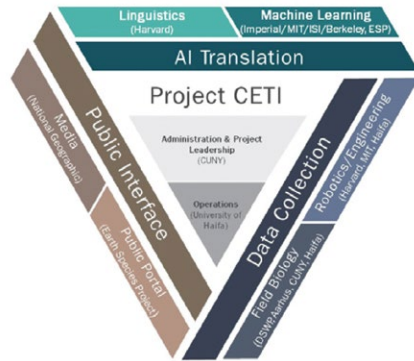 Linguistics
(Harvard)
Machine Learning
(Imperial/MIT/ISI/Berkeley, ESP)
AI Translation
Project CETI
Administration & Project
Leadership
(CUNY)
Operations
(University of
Haifa)
Public Interface
Media
(National Geographic)
Public Portal
(Earth Species Project)
Data Collection
Robotics/Engineering
(Harvard, MIT, Haifa)
Field Biology
(DSWP, Aarhus, CUNY, Haifa)